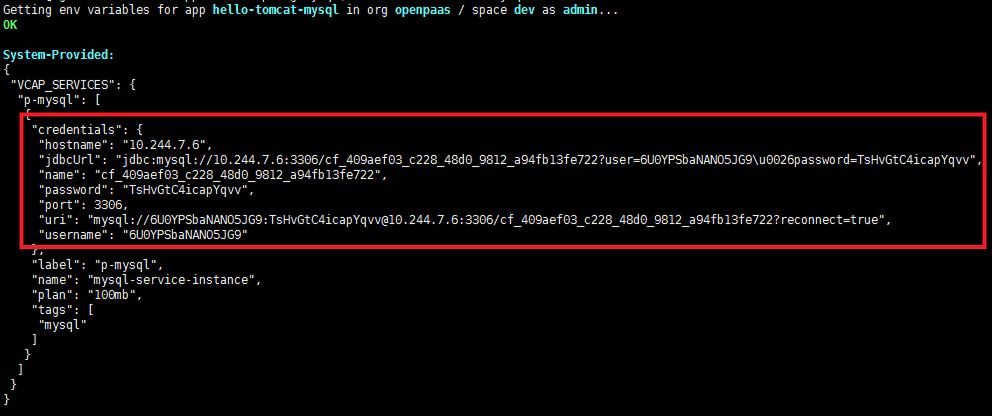 Getting env variables for app hello-tomcat-mysql in org openpaas / space dev as admin...
OK
System-Provided:
{
"VCAP_SERVICES": {
"p-mysql": [
{
"credentials": {
"hostname": "10.244.7.6",
"jdbcUrl": "jdbc:mysql://10.244.7.6:3306/cf_409aef03_c228_48d0_9812_a94fb13fe722?user=6U0YPSbaNANO5JG9\u0026password=TsHvGtC4icapYqvv",
"name": "cf_409aef03_c228_48d0_9812_a94fb13fe722",
"password": "TsHvGtC4icapYqvv",
"port": 3306,
"uri": "mysql://6U0YPSbaNANO5JG9:TsHvGtC4icapYqvv@10.244.7.6:3306/cf_409aef03_c228_48d0_9812_a94fb13fe722?reconnect=true",
"username": "6U0YPSbaNANO5JG9"
},
"label": "p-mysql",
"name": "mysql-service-instance",
"plan": "100mb",
"tags": [
"mysql"
]
}
]
}
}